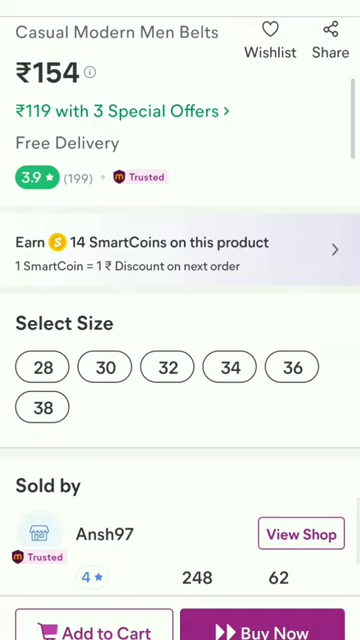 Casual Modern Men Belts
Wishlist
Share
₹154
₹119 with 3 Special Offers >
Free Delivery
3.9 ★ (199) • m Trusted
Earn S 14 SmartCoins on this product
1 SmartCoin = 1 ₹ Discount on next order
Select Size
28 30 32 34 36
38
Sold by
Ansh97
View Shop
m Trusted
4 ★ 248 62
Add to Cart
Buy Now